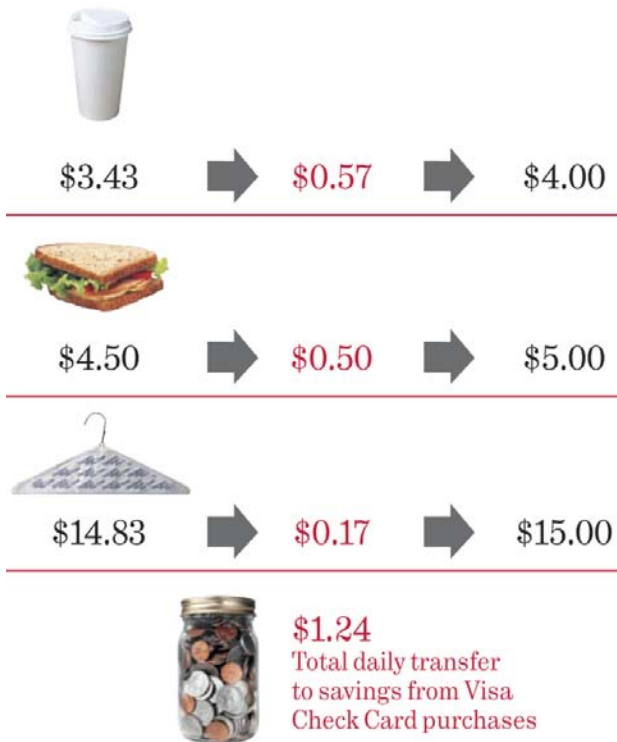 $3.43 $0.57 $4.00
$4.50 $0.50 $5.00
$14.83 $0.17 $15.00
$1.24
Total daily transfer
to savings from Visa
Check Card purchases